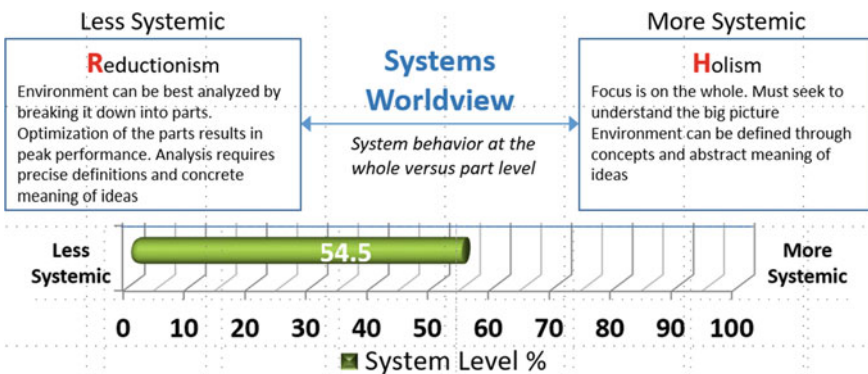 Less Systemic
More Systemic
Reductionism
Environment can be best analyzed by
breaking it down into parts.
Optimization of the parts results in
peak performance. Analysis requires
precise definitions and concrete
meaning of ideas
Systems
Worldview
System behavior at the
whole versus part level
Holism
Focus is on the whole. Must seek to
understand the big picture
Environment can be defined through
concepts and abstract meaning of
ideas
Less
Systemic
54.5
More
Systemic
0 10 20 30 40 50 60 70 80 90 100
System Level %